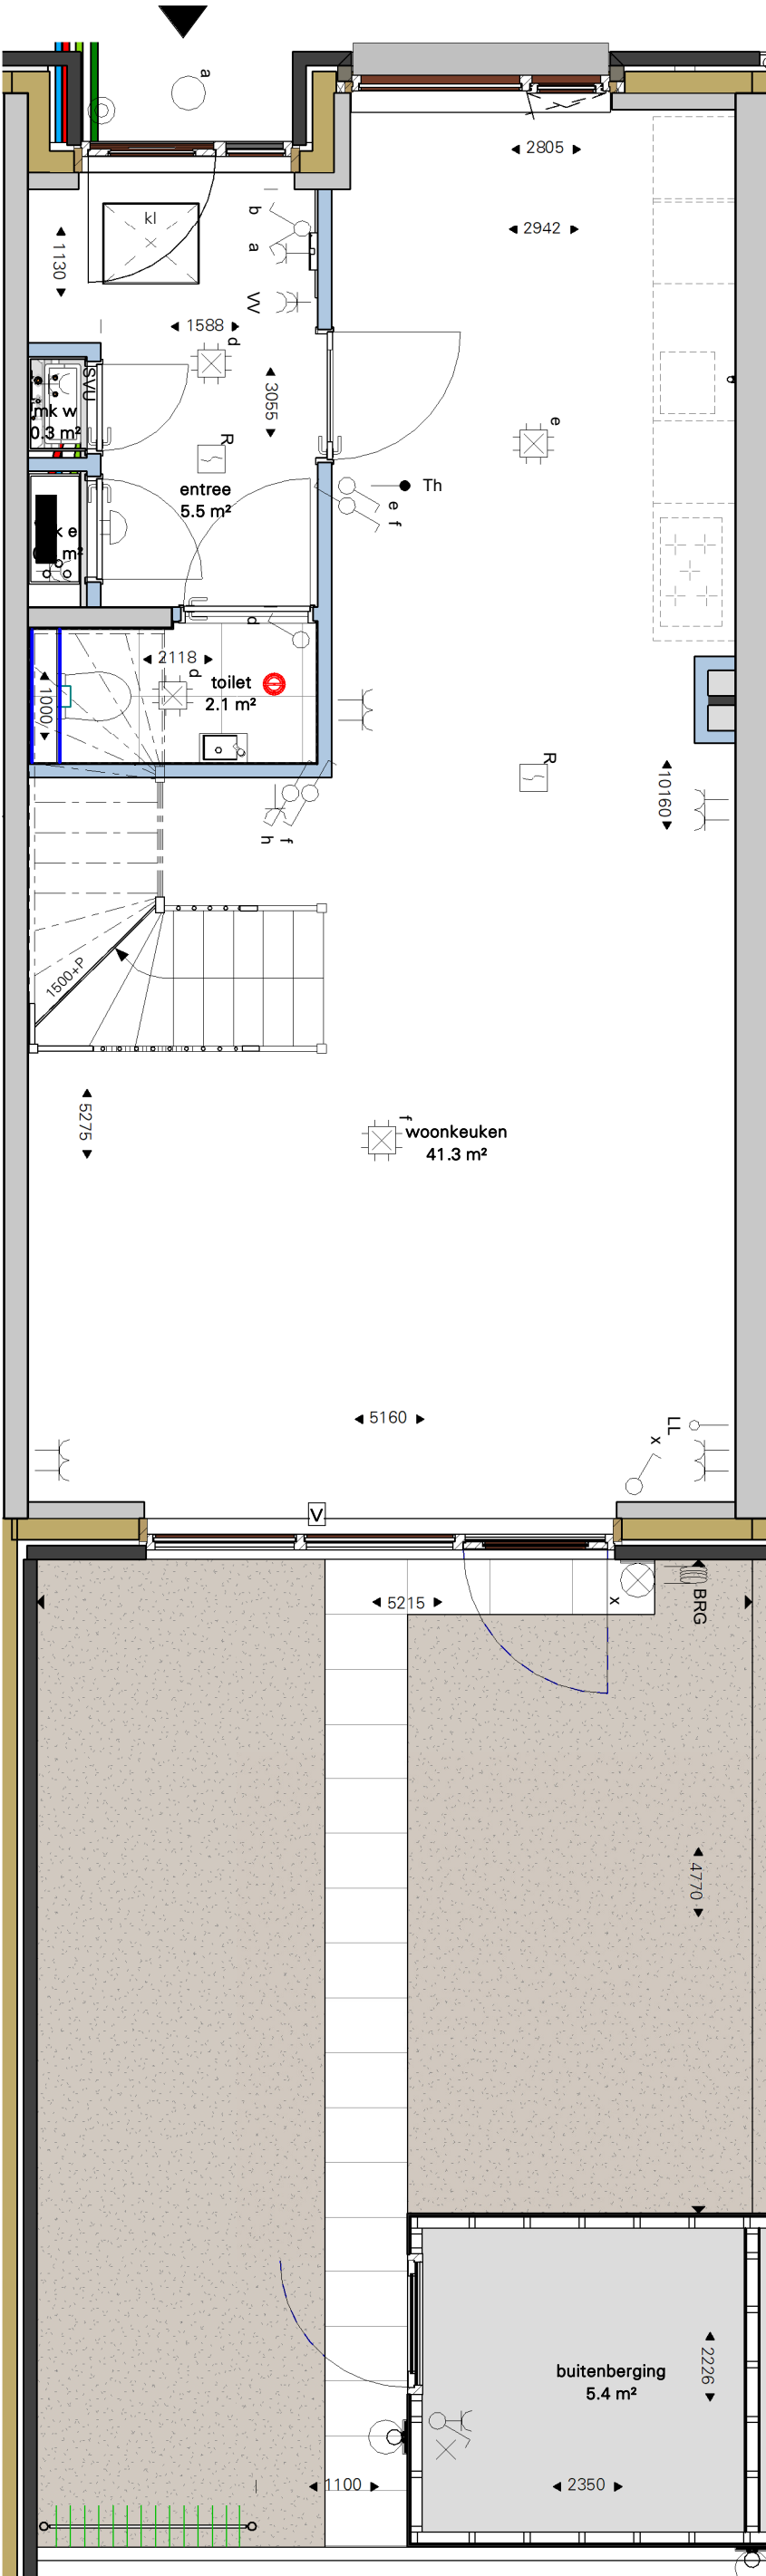 a
2805
2942
kl
b
a
1130
W
1588
d
3055
SVU
mk w
0.3 m²
R
e
entree
5.5 m²
Th
e
f
k e
m²
d
2118
d
toilet
2.1 m²
1000
R
10160
h
f
1500+P
5275
f
woonkeuken
41.3 m²
5160
LL
x
V
5215
x
BRG
4770
buitenberging
5.4 m²
2226
1100
2350